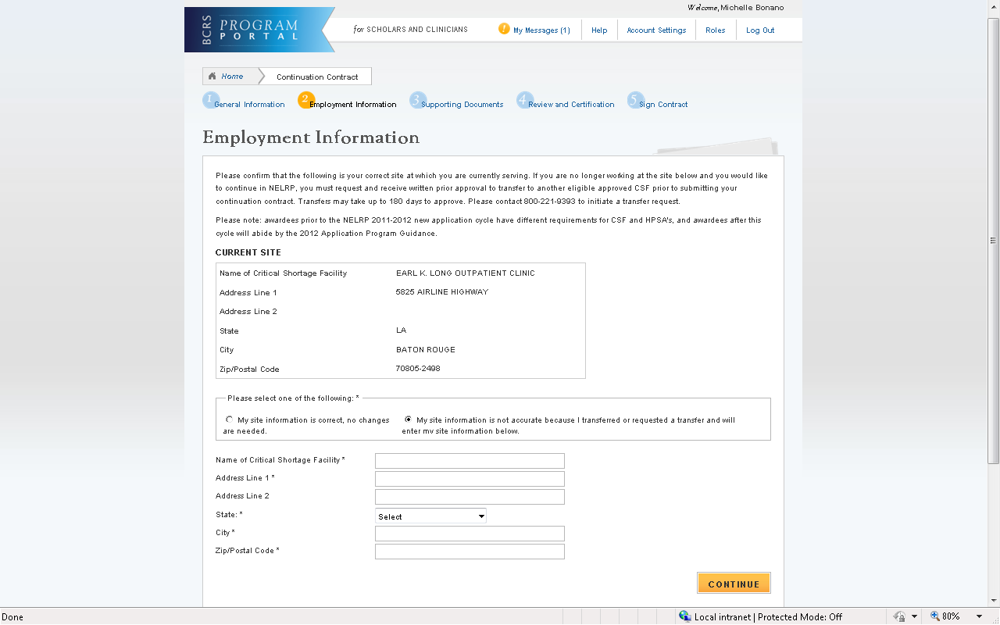 Welcome, Michelle Bonano
BCRS PROGRAM PORTAL
for SCHOLARS AND CLINICIANS
! My Messages (1) Help Account Settings Roles Log Out
Home Continuation Contract
1 General Information 2 Employment Information 3 Supporting Documents 4 Review and Certification 5 Sign Contract
Employment Information
Please confirm that the following is your correct site at which you are currently serving. If you are no longer working at the site below and you would like
to continue in NELRP, you must request and receive written prior approval to transfer to another eligible approved CSF prior to submitting your
continuation contract. Transfers may take up to 180 days to approve. Please contact 800-221-9393 to initiate a transfer request.
Please note: awardees prior to the NELRP 2011-2012 new application cycle have different requirements for CSF and HPSA's, and awardees after this
cycle will abide by the 2012 Application Program Guidance.
CURRENT SITE
Name of Critical Shortage Facility EARL K. LONG OUTPATIENT CLINIC
Address Line 1 5825 AIRLINE HIGHWAY
Address Line 2
State LA
City BATON ROUGE
Zip/Postal Code 70805-2498
Please select one of the following: *
My site information is correct, no changes
are needed.
My site information is not accurate because I transferred or requested a transfer and will
enter my site information below.
Name of Critical Shortage Facility *
Address Line 1 *
Address Line 2
State: * Select
City *
Zip/Postal Code *
CONTINUE
Done Local intranet | Protected Mode: Off 80%